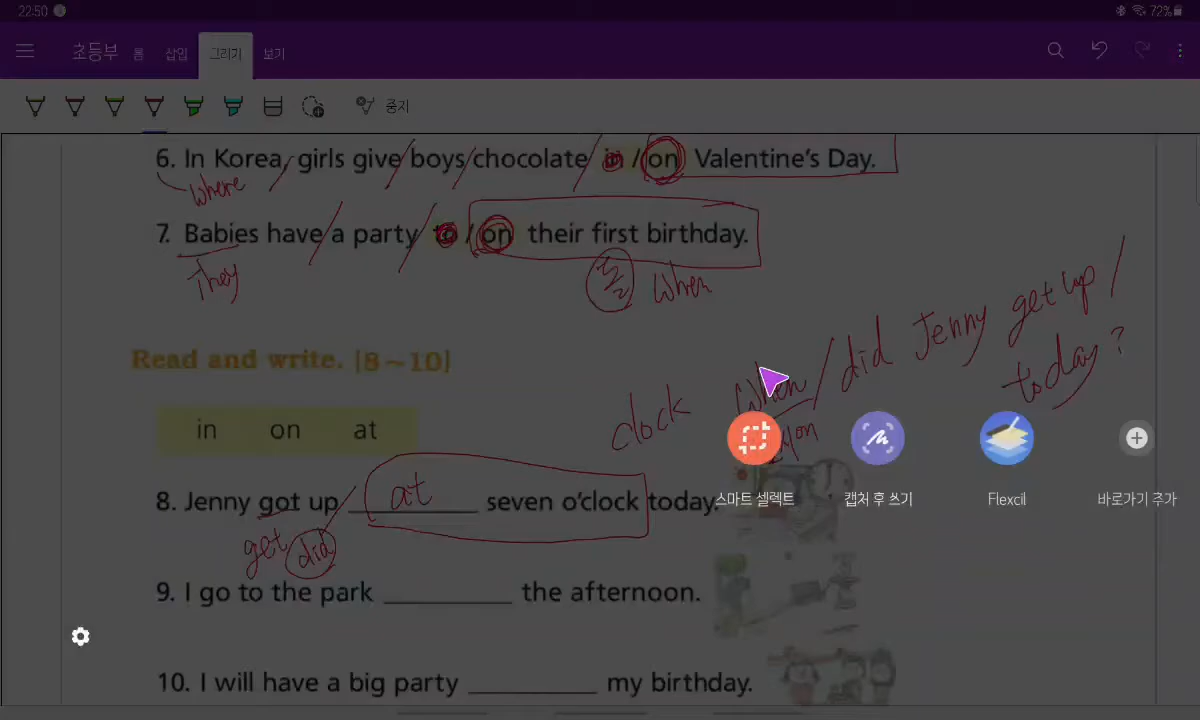 22:50 72%
초등부 홈 삽입 그리기 보기
중지
6. In Korea, girls give boys chocolate in / on Valentine's Day.
where
7. Babies have a party to / on their first birthday.
They when
Read and write. [8~10]
When / did Jenny get up / today?
clock
in on at
스마트 셀렉트 캡처 후 쓰기 Flexcil 바로가기 추가
8. Jenny got up at seven o'clock today.
get did
9. I go to the park ________ the afternoon.
10. I will have a big party ________ my birthday.